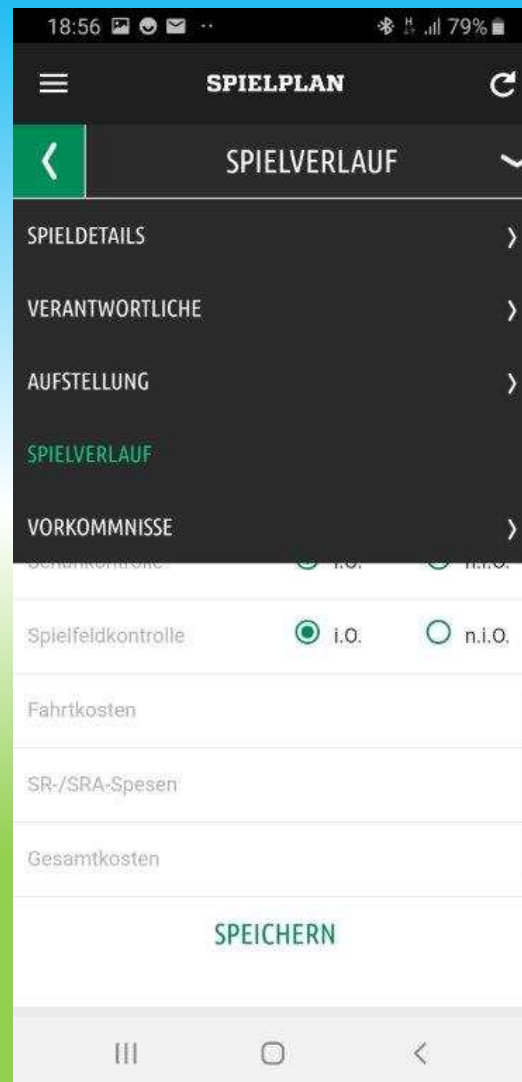 18:56 79%
SPIELPLAN
SPIELVERLAUF
SPIELDETAILS
VERANTWORTLICHE
AUFSTELLUNG
SPIELVERLAUF
VORKOMMNISSE
Spielfeldkontrolle i.O. n.i.O.
Fahrtkosten
SR-/SRA-Spesen
Gesamtkosten
SPEICHERN